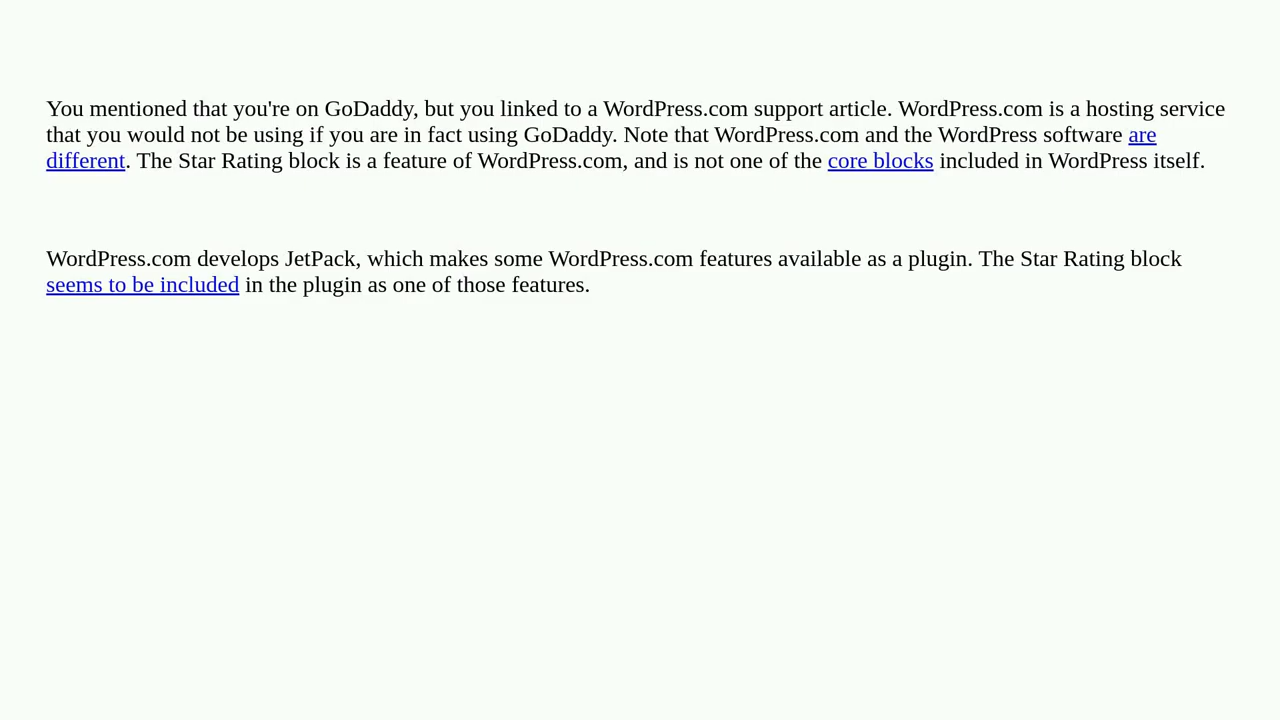 You mentioned that you're on GoDaddy, but you linked to a WordPress.com support article. WordPress.com is a hosting service
that you would not be using if you are in fact using GoDaddy. Note that WordPress.com and the WordPress software are
different. The Star Rating block is a feature of WordPress.com, and is not one of the core blocks included in WordPress itself.
WordPress.com develops JetPack, which makes some WordPress.com features available as a plugin. The Star Rating block
seems to be included in the plugin as one of those features.